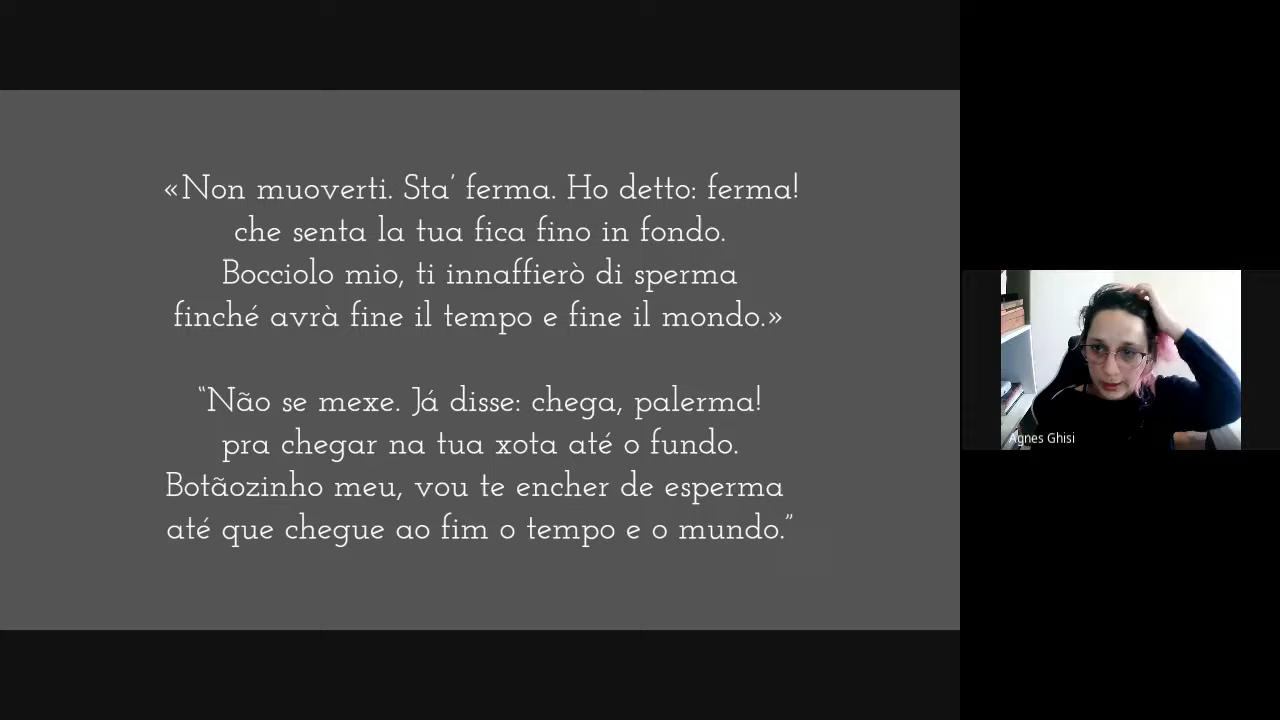 «Non muoverti. Sta’ ferma. Ho detto: ferma!
che senta la tua fica fino in fondo.
Bocciolo mio, ti innaffierò di sperma
finché avrà fine il tempo e fine il mondo.»
“Não se mexe. Já disse: chega, palerma!
pra chegar na tua xota até o fundo.
Botãozinho meu, vou te encher de esperma
até que chegue ao fim o tempo e o mundo.”
Agnes Ghisi